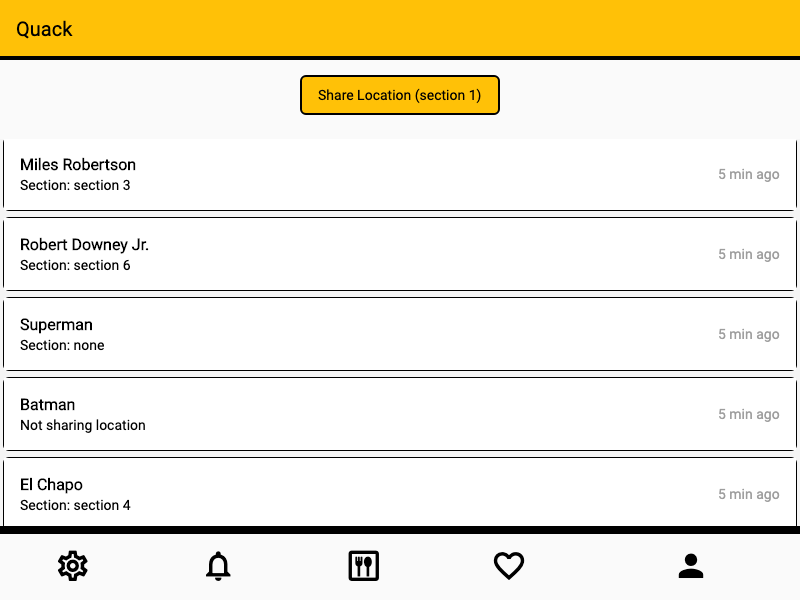 Quack
Share Location (section 1)
Miles Robertson
Section: section 3
5 min ago
Robert Downey Jr.
Section: section 6
5 min ago
Superman
Section: none
5 min ago
Batman
Not sharing location
5 min ago
El Chapo
Section: section 4
5 min ago